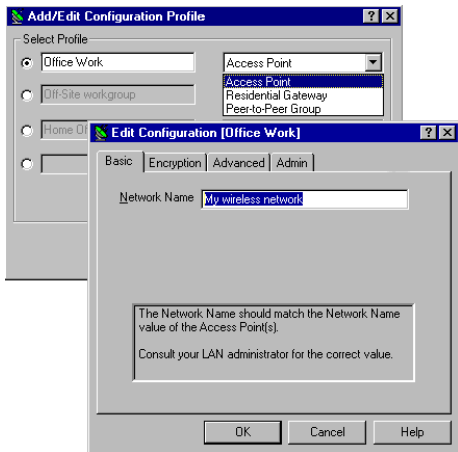 Add/Edit Configuration Profile
Select Profile
Office Work
Access Point
Access Point
Residential Gateway
Peer-to-Peer Group
Off-Site workgroup
Home Of
Edit Configuration [Office Work]
Basic
Encryption
Advanced
Admin
Network Name
My wireless network
The Network Name should match the Network Name
value of the Access Point(s).
Consult your LAN administrator for the correct value.
OK
Cancel
Help